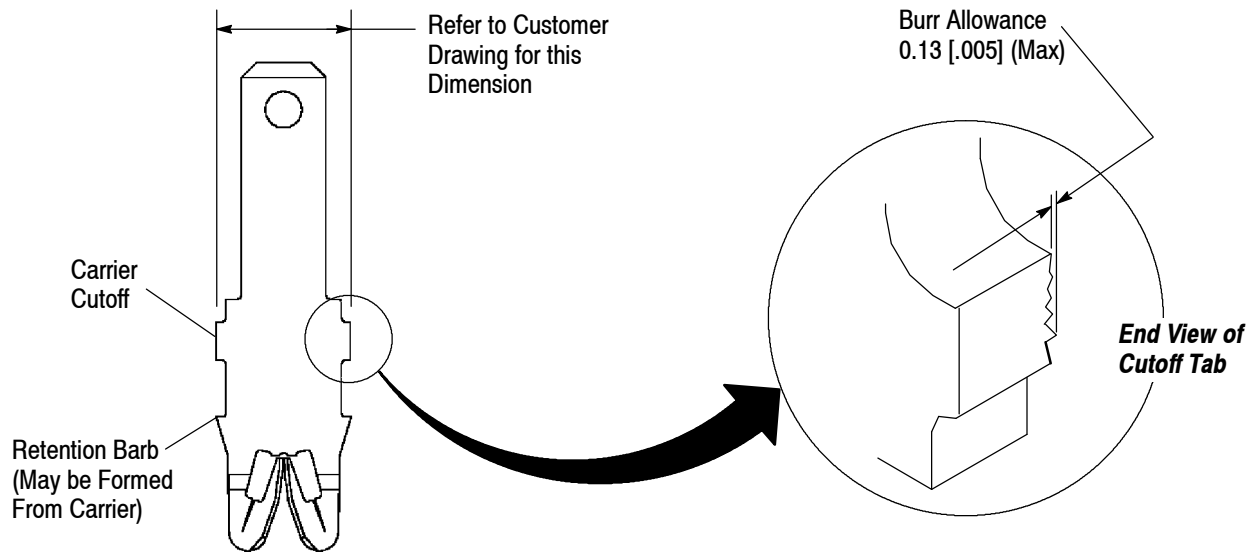 Refer to Customer
Drawing for this
Dimension
Burr Allowance
0.13 [.005] (Max)
Carrier
Cutoff
End View of
Cutoff Tab
Retention Barb
(May be Formed
From Carrier)